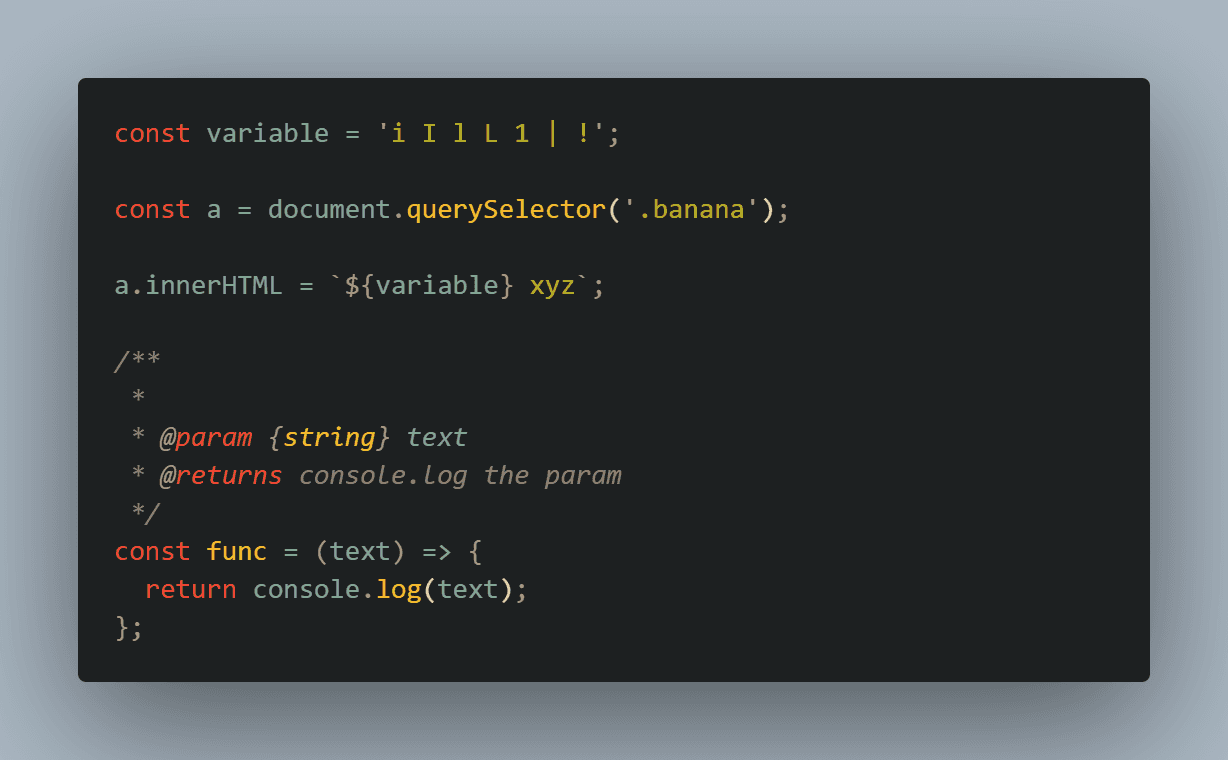 const variable = 'i I l L 1 | !';

const a = document.querySelector('.banana');

a.innerHTML = `${variable} xyz`;

/**
 *
 * @param {string} text
 * @returns console.log the param
 */
const func = (text) => {
  return console.log(text);
};